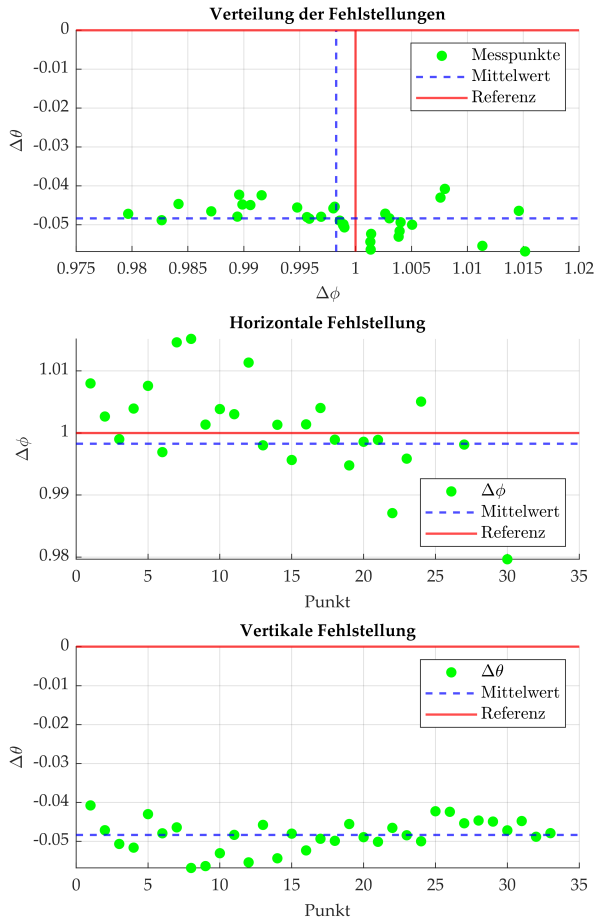 Verteilung der Fehlstellungen
0
-0.01
-0.02
-0.03
-0.04
-0.05
Δθ
Messpunkte
Mittelwert
Referenz
0.975 0.98 0.985 0.99 0.995 1 1.005 1.01 1.015 1.02
Δϕ
Horizontale Fehlstellung
1.01
1
0.99
0.98
Δϕ
Δϕ
Mittelwert
Referenz
0 5 10 15 20 25 30 35
Punkt
Vertikale Fehlstellung
0
-0.01
-0.02
-0.03
-0.04
-0.05
Δθ
Δθ
Mittelwert
Referenz
0 5 10 15 20 25 30 35
Punkt